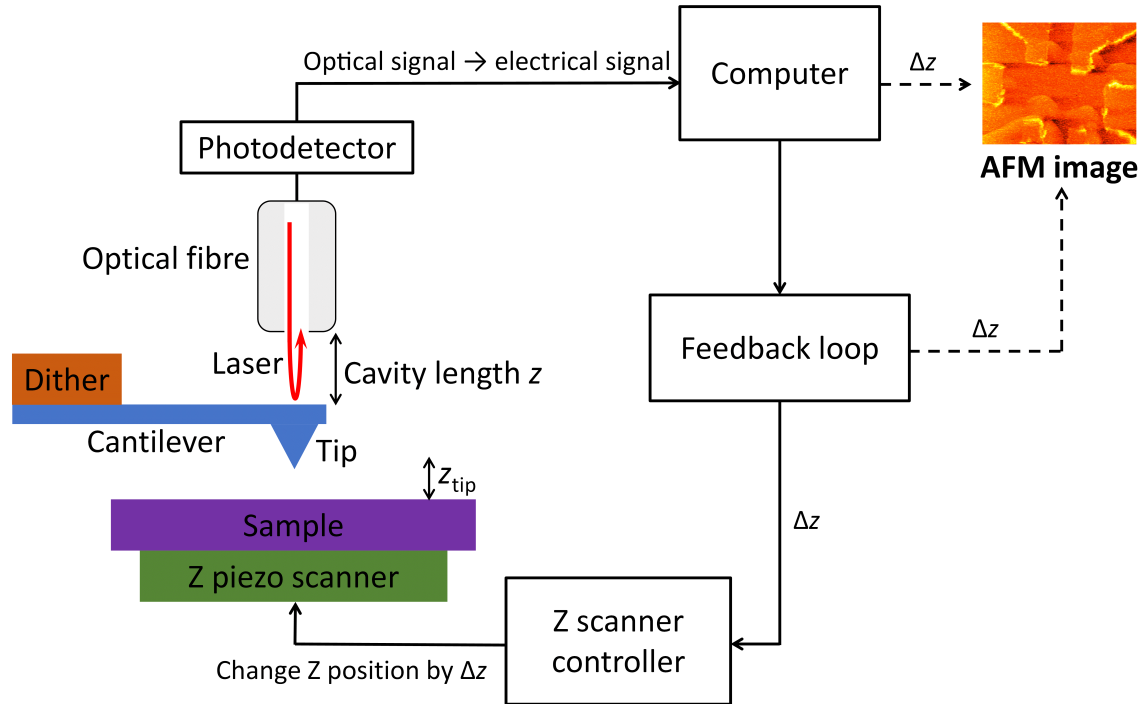 Optical signal → electrical signal
Computer
Δz
AFM image
Photodetector
Optical fibre
Laser
Cavity length z
Feedback loop
Δz
Dither
Cantilever
Tip
z_tip
Sample
Δz
Z piezo scanner
Z scanner
controller
Change Z position by Δz